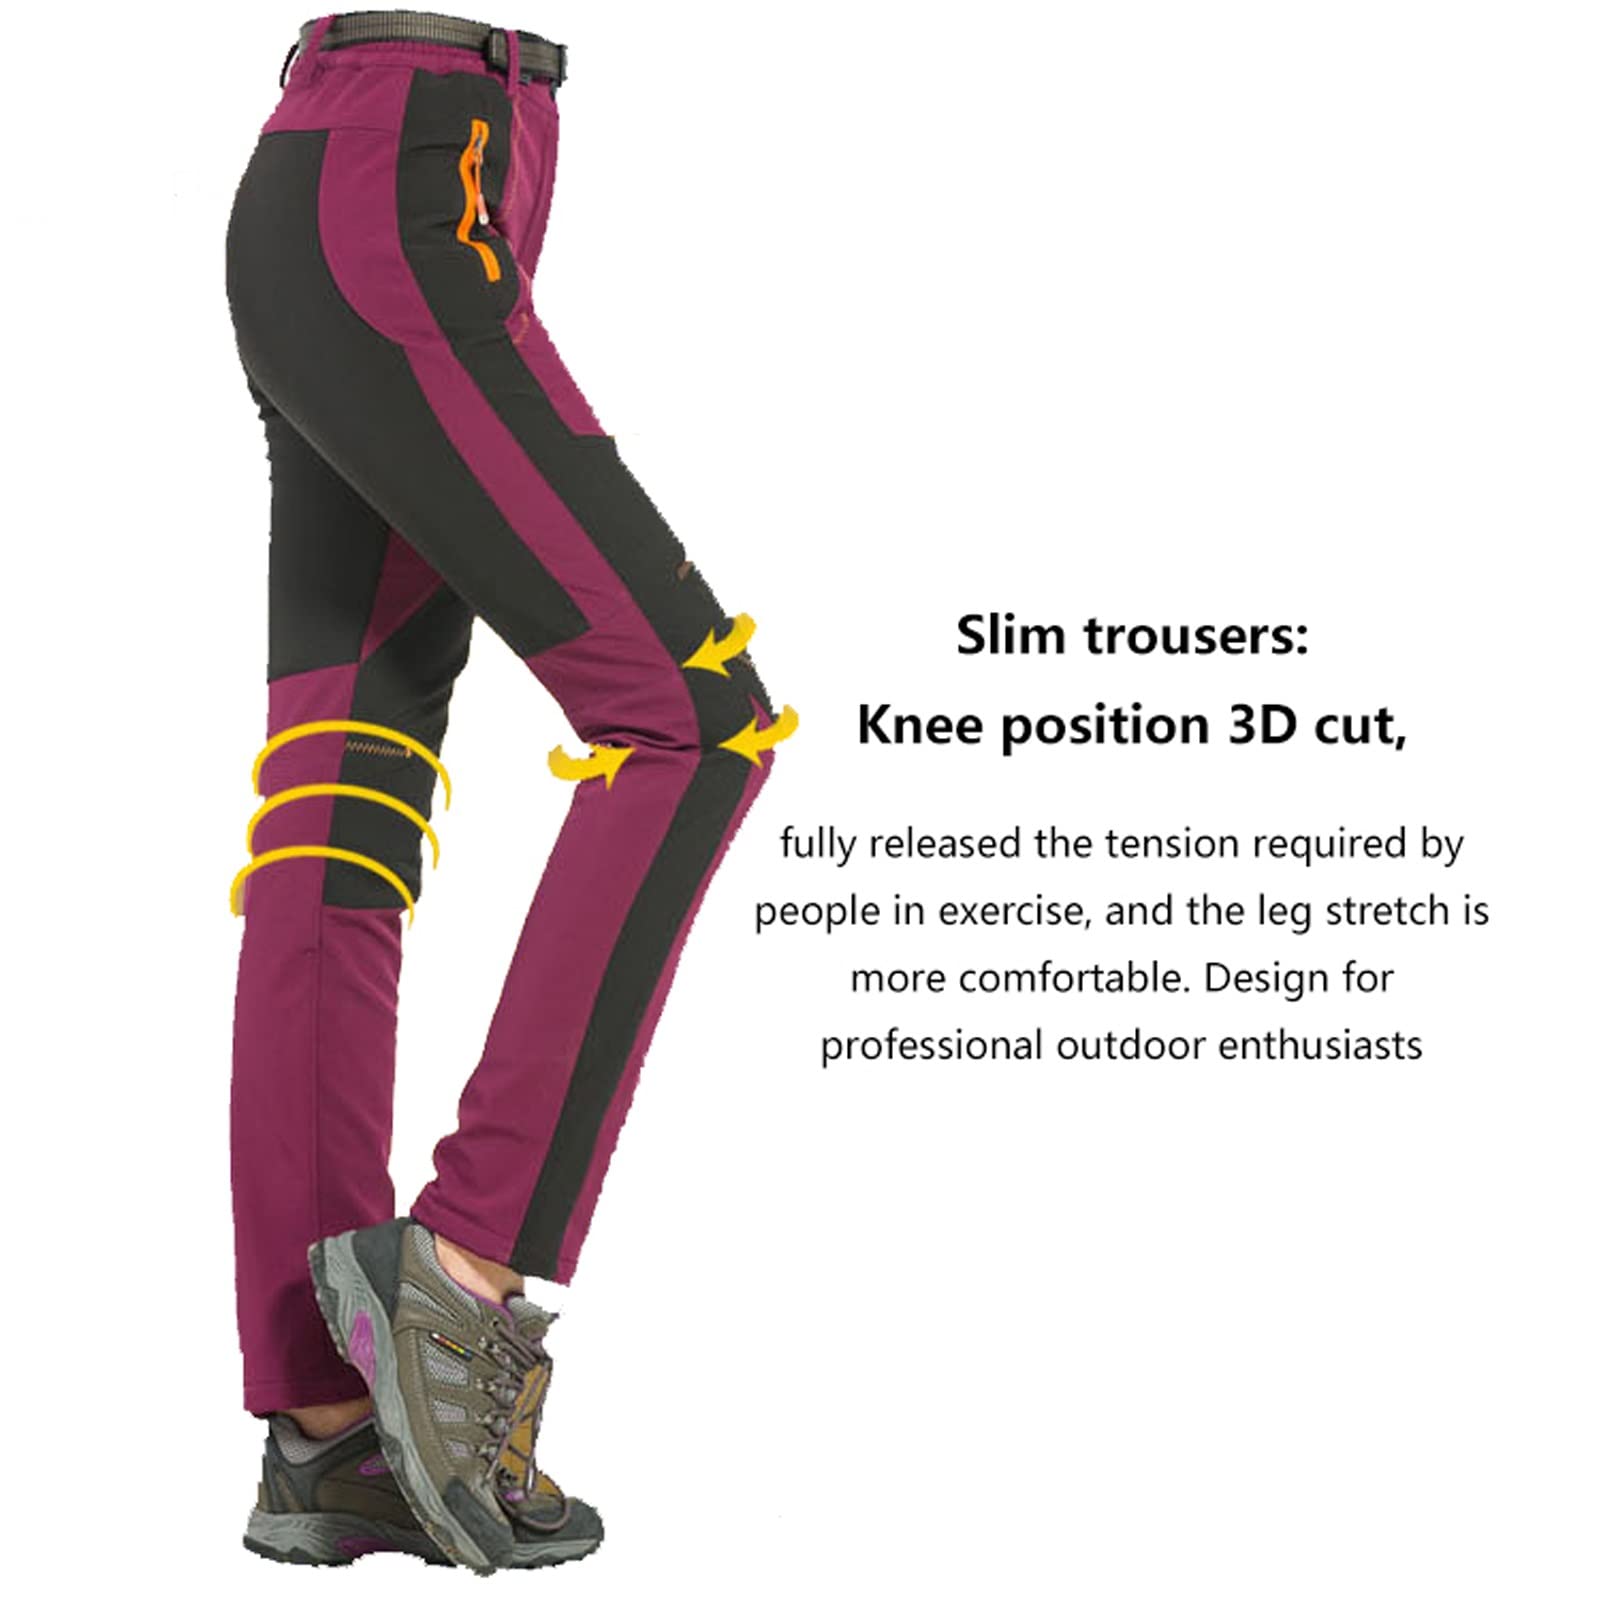 Slim trousers:
Knee position 3D cut,
fully released the tension required by
people in exercise, and the leg stretch is
more comfortable. Design for
professional outdoor enthusiasts